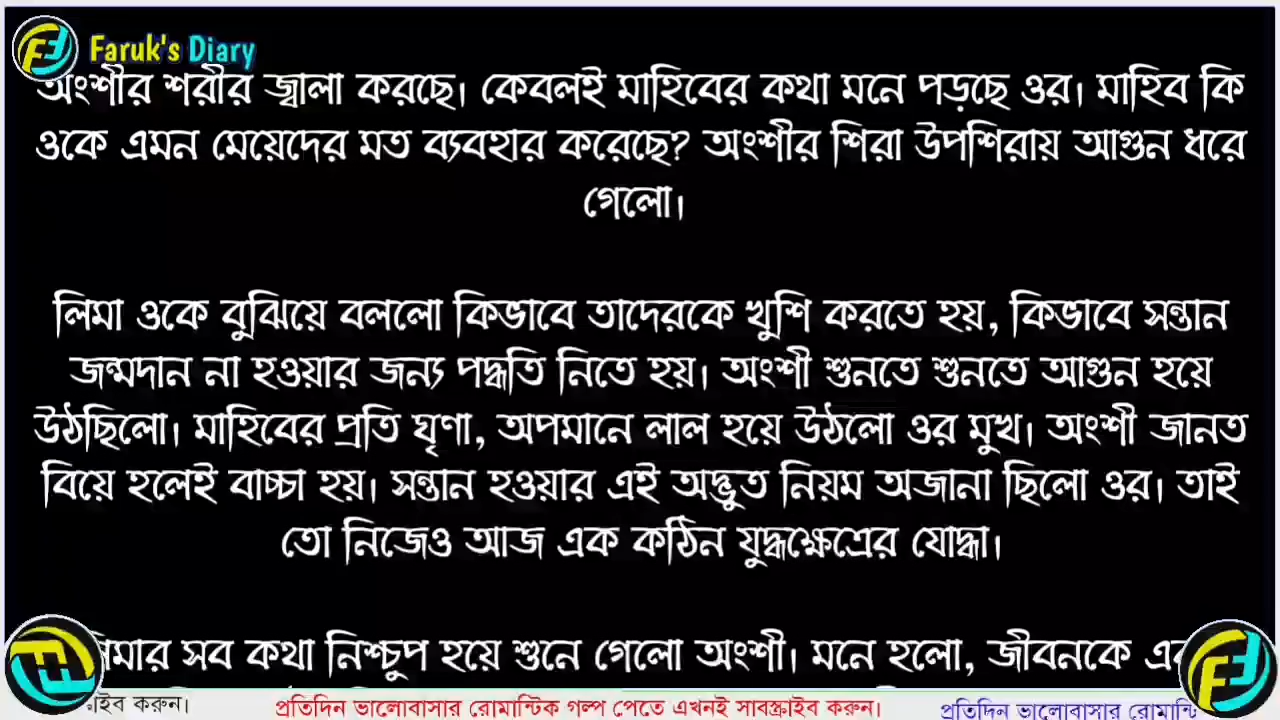 Faruk's Diary
অংশীর শরীর জ্বালা করছে। কেবলই মাহিবের কথা মনে পড়ছে ওর। মাহিব কি
ওকে এমন মেয়েদের মত ব্যবহার করেছে? অংশীর শিরা উপশিরায় আগুন ধরে
গেলো।
লিমা ওকে বুঝিয়ে বললো কিভাবে তাদেরকে খুশি করতে হয়, কিভাবে সন্তান
জন্মদান না হওয়ার জন্য পদ্ধতি নিতে হয়। অংশী শুনতে শুনতে আগুন হয়ে
উঠছিলো। মাহিবের প্রতি ঘৃণা, অপমানে লাল হয়ে উঠলো ওর মুখ। অংশী জানত
বিয়ে হলেই বাচ্চা হয়। সন্তান হওয়ার এই অদ্ভুত নিয়ম অজানা ছিলো ওর। তাই
তো নিজেও আজ এক কঠিন যুদ্ধক্ষেত্রের যোদ্ধা।
সব কথা নিশ্চুপ হয়ে শুনে গেলো অংশী। মনে হলো, জীবনকে
করুন। প্রতিদিন ভালোবাসার রোমান্টিক গল্প পেতে এখনই সাবস্ক্রাইব করুন। প্রতিদিন ভালোবাসার